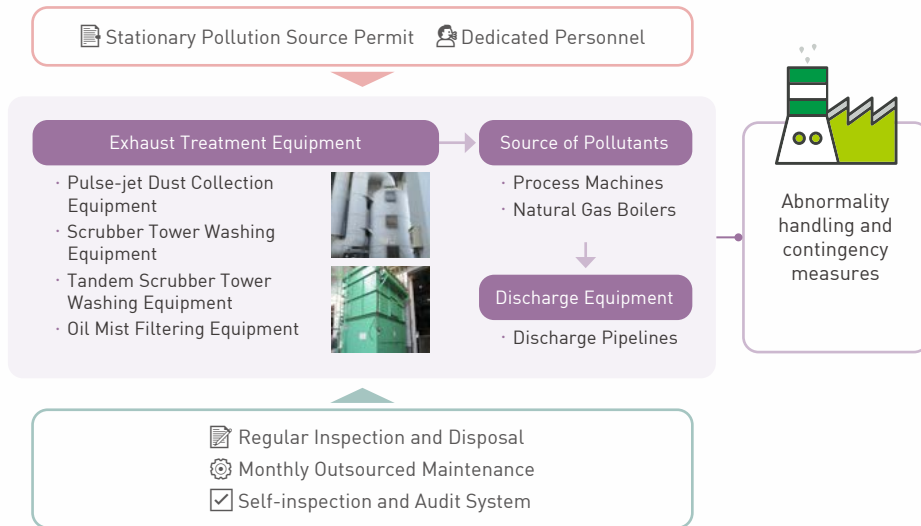 Stationary Pollution Source Permit Dedicated Personnel
Exhaust Treatment Equipment
· Pulse-jet Dust Collection
Equipment
· Scrubber Tower Washing
Equipment
· Tandem Scrubber Tower
Washing Equipment
· Oil Mist Filtering Equipment
Source of Pollutants
· Process Machines
· Natural Gas Boilers
Discharge Equipment
· Discharge Pipelines
Abnormality
handling and
contingency
measures
Regular Inspection and Disposal
Monthly Outsourced Maintenance
Self-inspection and Audit System